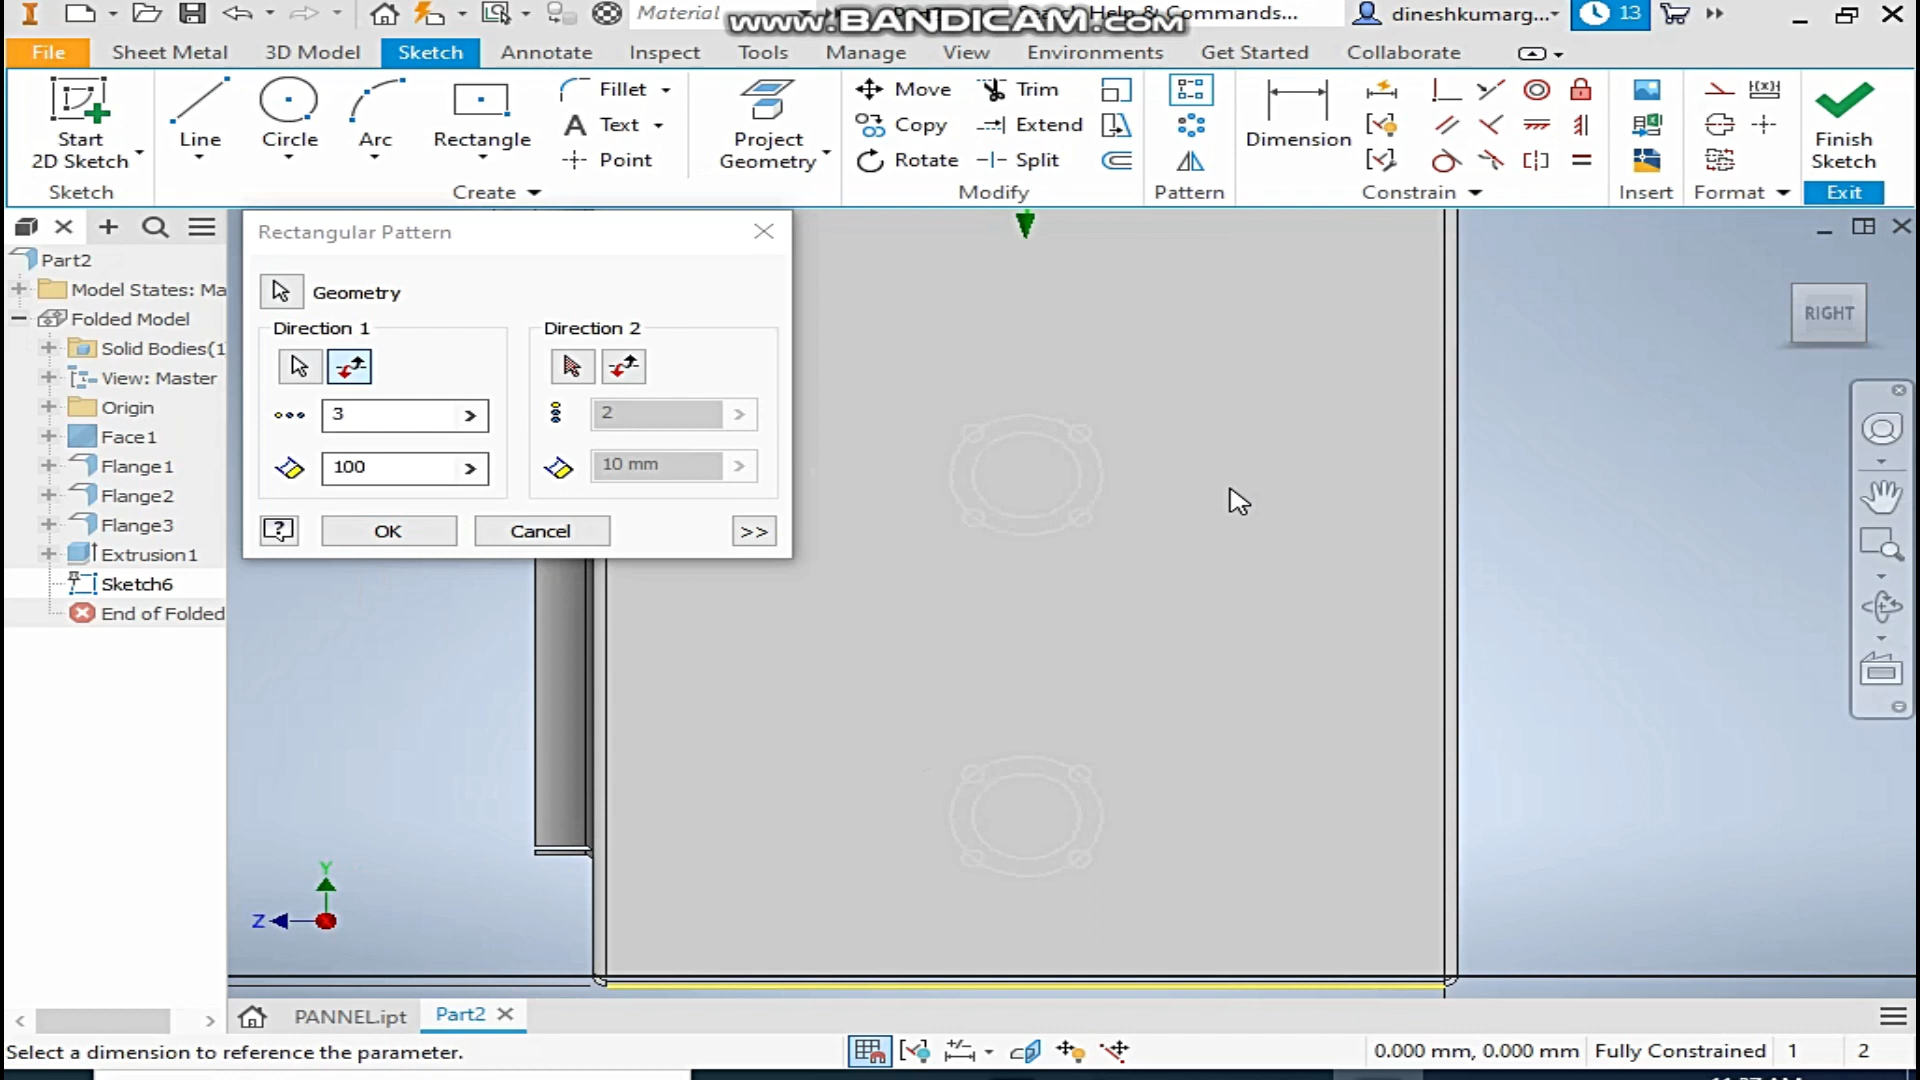 Material
www.BANDICAM.com
Search Help & Commands...
dineshkumarg...
13
File
Sheet Metal
3D Model
Sketch
Annotate
Inspect
Tools
Manage
View
Environments
Get Started
Collaborate
Start
2D Sketch
Line
Circle
Arc
Rectangle
Fillet
Text
Point
Project
Geometry
Move
Copy
Rotate
Trim
Extend
Split
Dimension
Finish
Sketch
Sketch
Create
Modify
Pattern
Constrain
Insert
Format
Exit
Part2
Model States: Ma
Folded Model
Solid Bodies(1
View: Master
Origin
Face1
Flange1
Flange2
Flange3
Extrusion1
Sketch6
End of Folded
Rectangular Pattern
Geometry
Direction 1
Direction 2
3
2
100
10 mm
OK
Cancel
>>
RIGHT
Y
Z
PANNEL.ipt
Part2
Select a dimension to reference the parameter.
0.000 mm, 0.000 mm
Fully Constrained
1
2